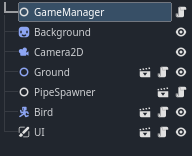 GameManager
Background
Camera2D
Ground
PipeSpawner
Bird
UI